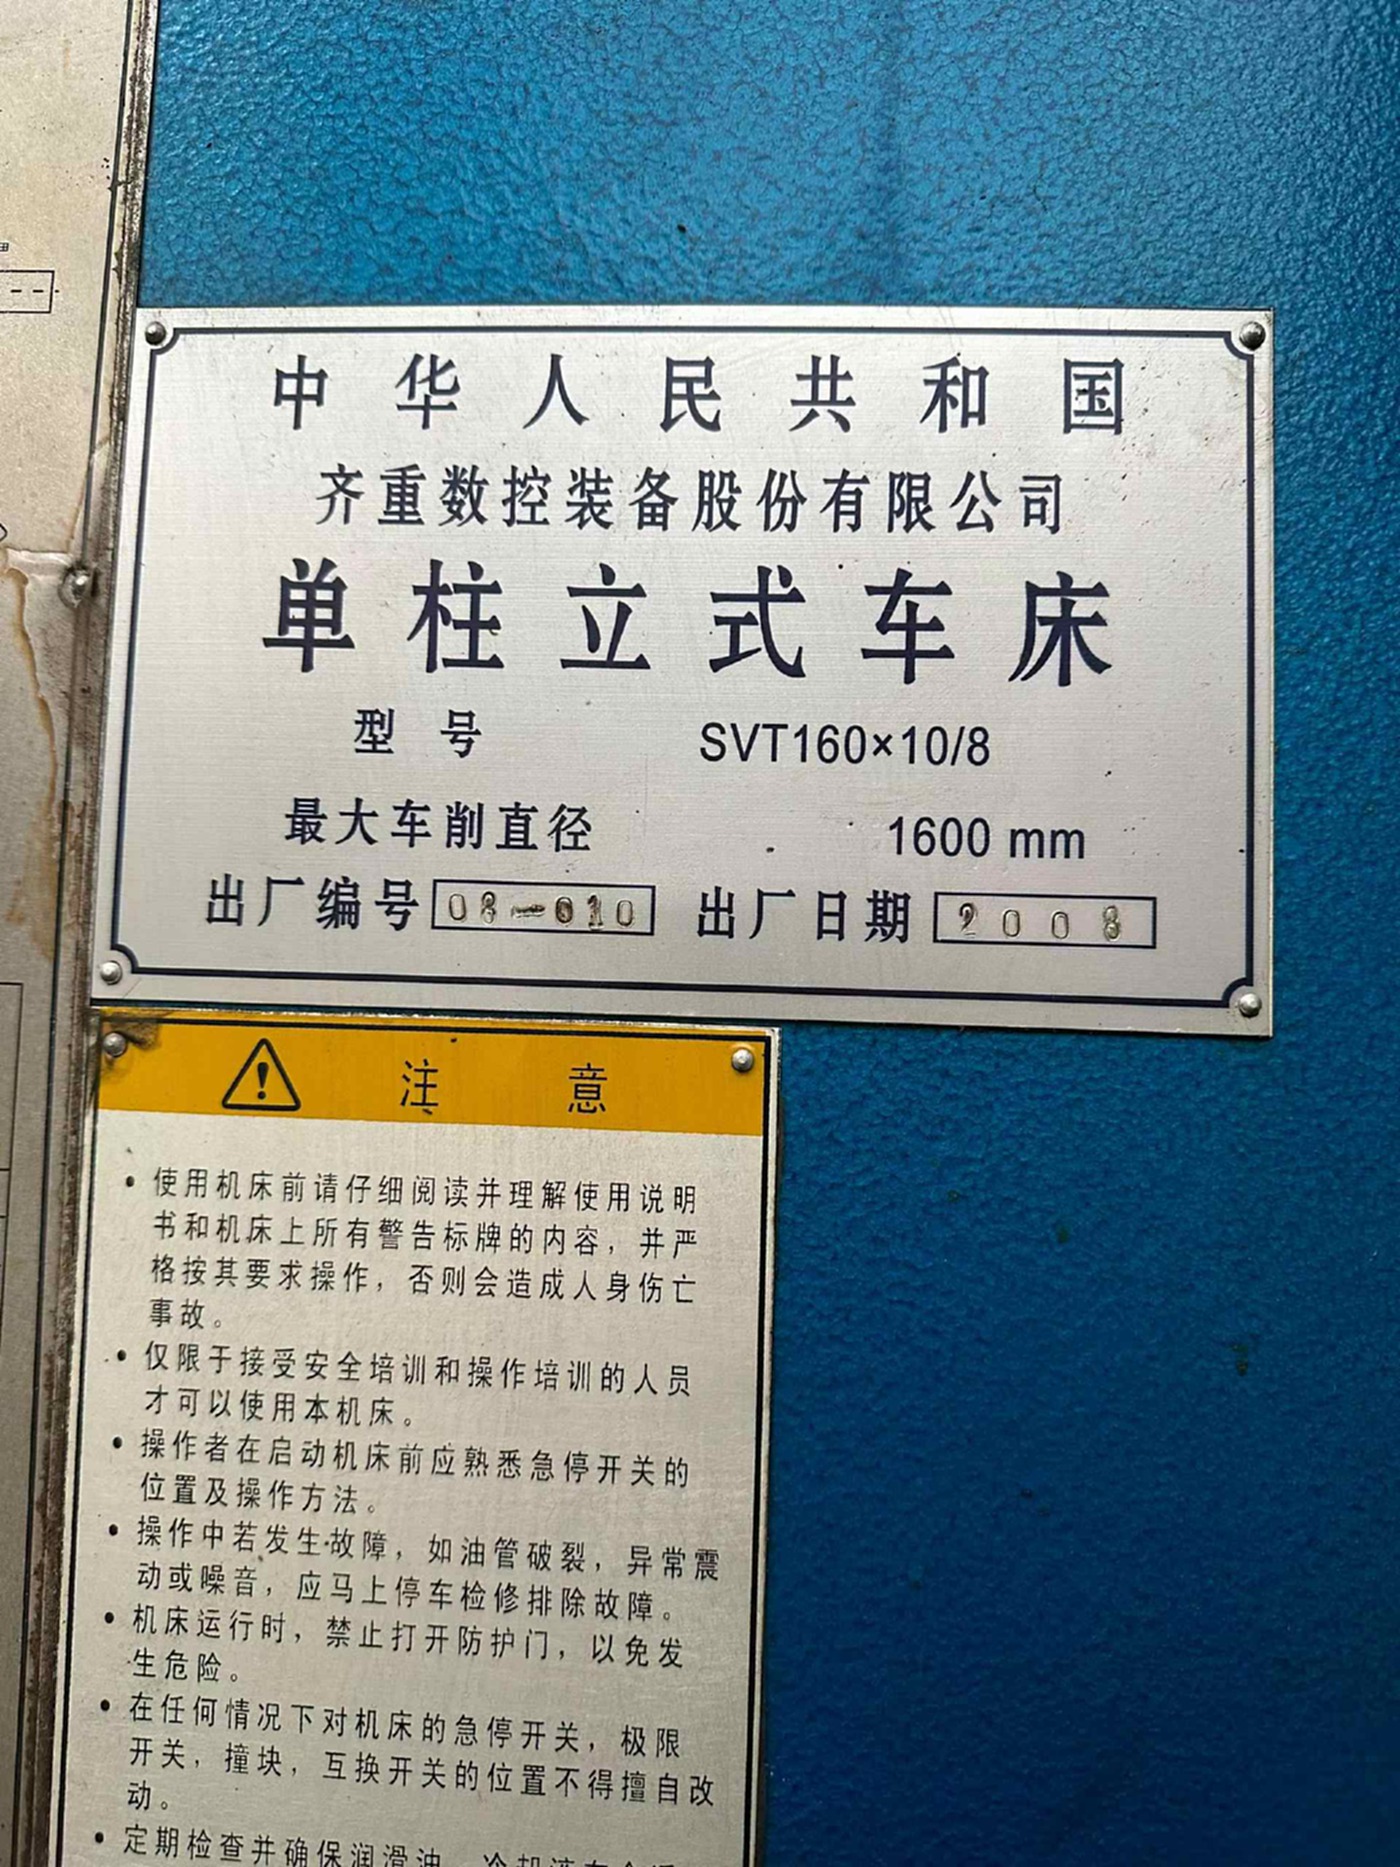 中华人民共和国
齐重数控装备股份有限公司
单柱立式车床
型号 SVT160×10/8
最大车削直径 1600 mm
出厂编号 08-010 出厂日期 2008
注意
• 使用机床前请仔细阅读并理解使用说明
书和机床上所有警告标牌的内容，并严
格按其要求操作，否则会造成人身伤亡
事故。
• 仅限于接受安全培训和操作培训的人员
才可以使用本机床。
• 操作者在启动机床前应熟悉急停开关的
位置及操作方法。
• 操作中若发生故障，如油管破裂，异常震
动或噪音，应马上停车检修排除故障。
• 机床运行时，禁止打开防护门，以免发
生危险。
• 在任何情况下对机床的急停开关，极限
开关，撞块，互换开关的位置不得擅自改
动。
• 定期检查并确保润滑油